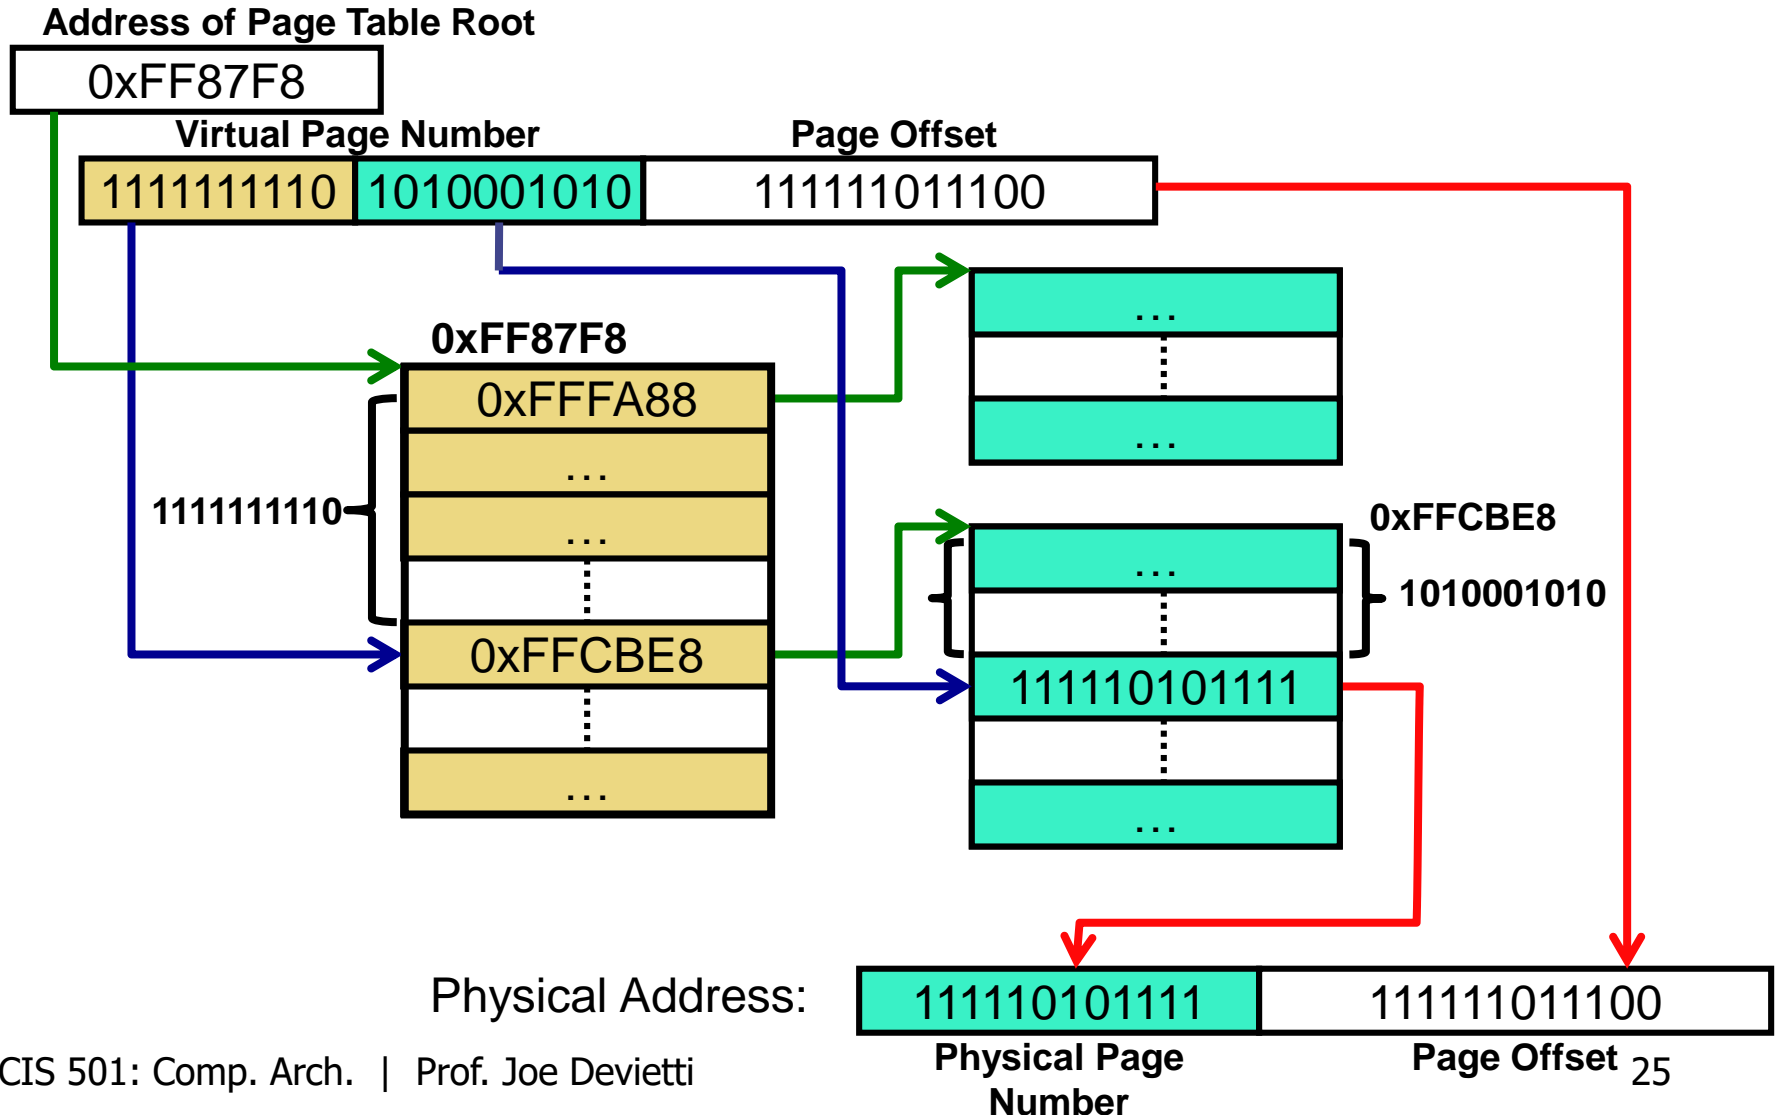 Address of Page Table Root
0xFF87F8
Virtual Page Number Page Offset
1111111110 1010001010 111111011100
...
0xFF87F8
0xFFFA88
...
...
1111111110
...
0xFFCBE8
...
0xFFCBE8
...
1010001010
111110101111
...
Physical Address: 111110101111 111111011100
Physical Page Number Page Offset
CIS 501: Comp. Arch. | Prof. Joe Devietti 25